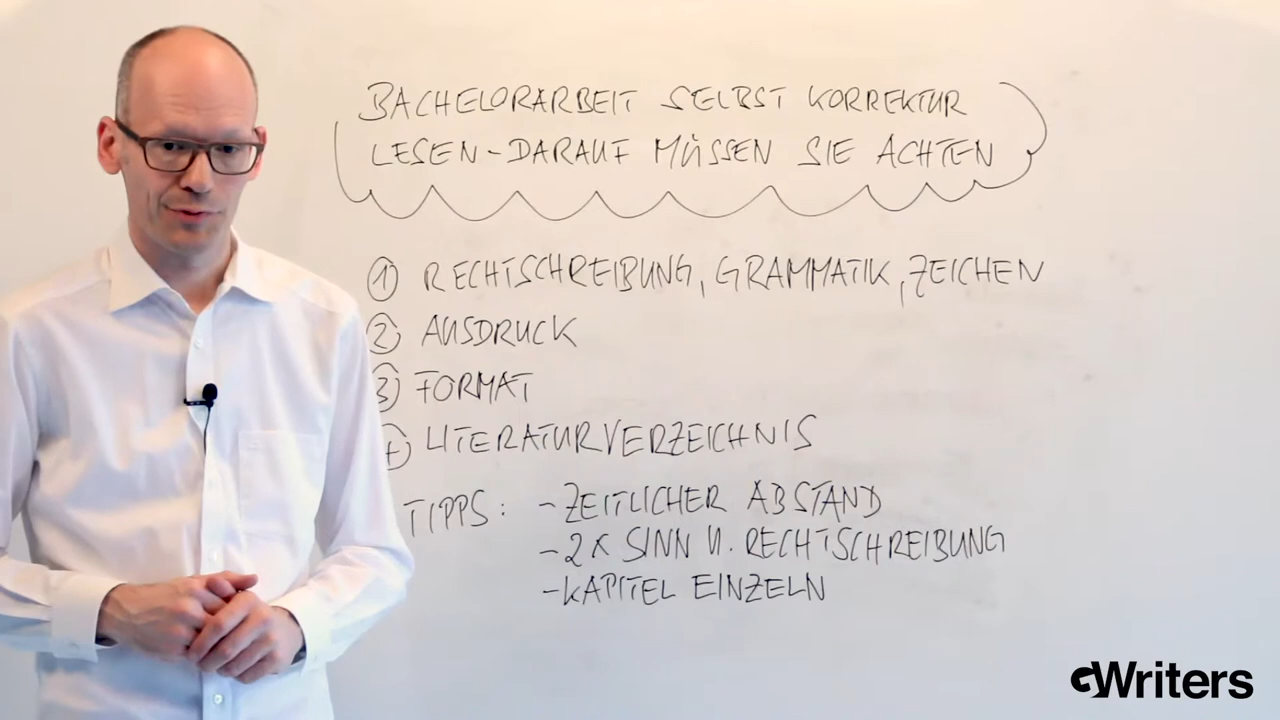 BACHELORARBEIT SELBST KORREKTUR
LESEN - DARAUF MÜSSEN SIE ACHTEN
① RECHTSCHREIBUNG, GRAMMATIK, ZEICHEN
② AUSDRUCK
③ FORMAT
④ LITERATURVERZEICHNIS
TIPPS: - ZEITLICHER ABSTAND
- 2X SINN U. RECHTSCHREIBUNG
- KAPITEL EINZELN
GWriters